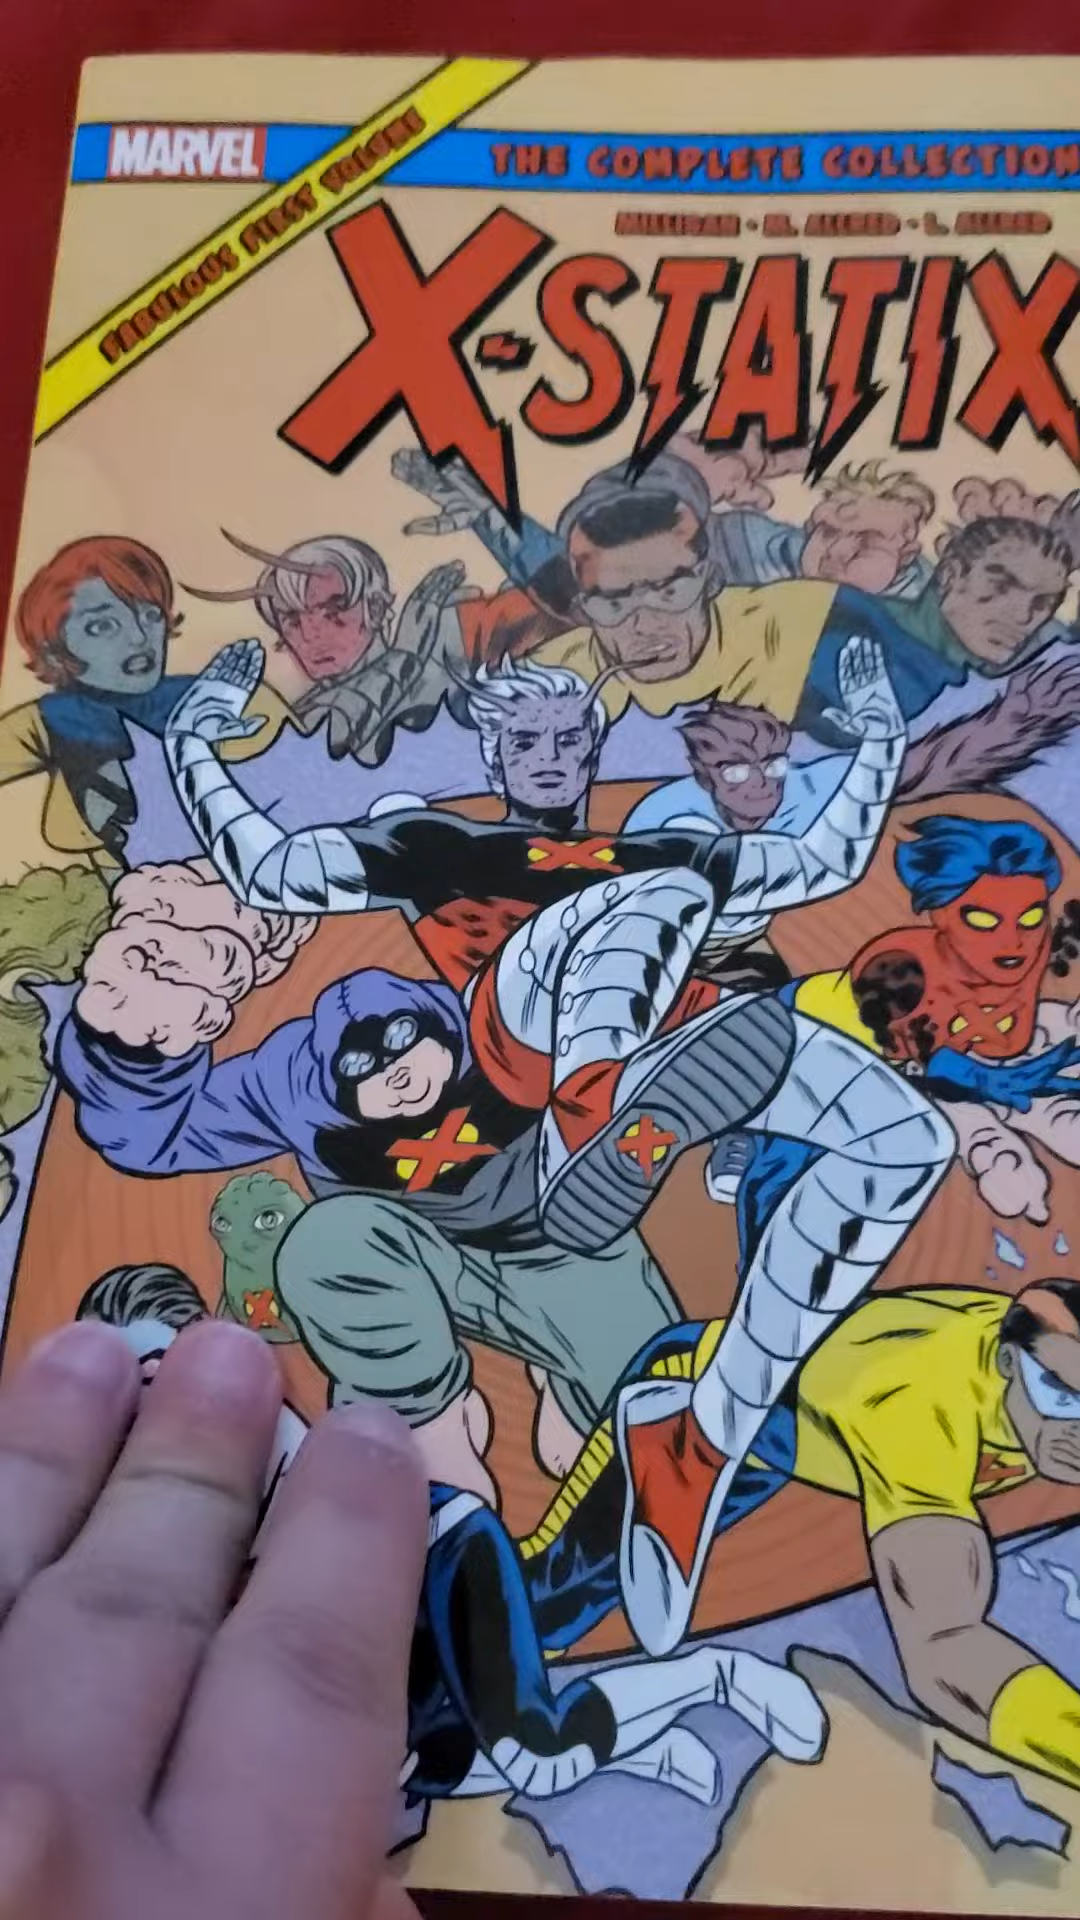 MARVEL
THE COMPLETE COLLECTION
FABULOUS FIRST VOLUME
MILLIGAN • M. ALLRED • L. ALLRED
X-STATIX